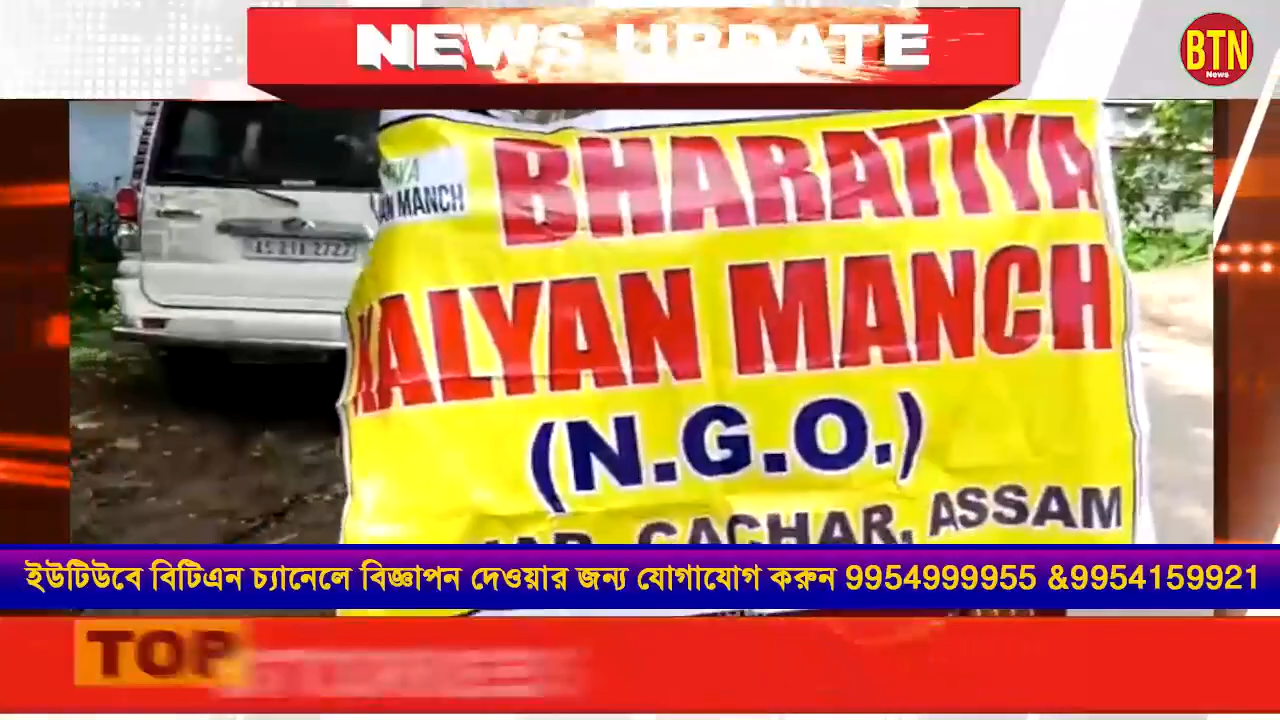 NEWS UPDATE
BTN
News
BHARATIYA
AN MANCH
KALYAN MANCH
(N.G.O.)
CACHAR, ASSAM
ইউটিউবে বিটিএন চ্যানেলে বিজ্ঞাপন দেওয়ার জন্য যোগাযোগ করুন 9954999955 &9954159921
TOP